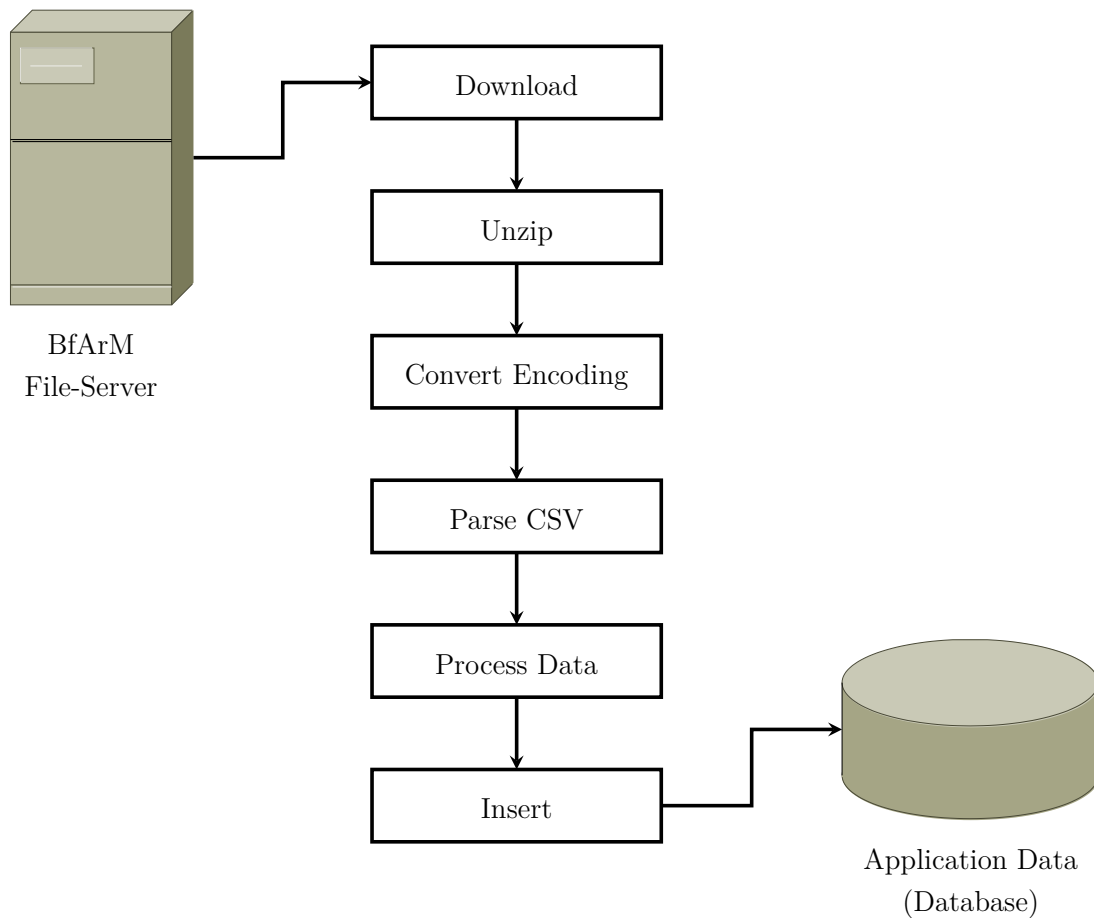 Download
Unzip
BfArM
File-Server
Convert Encoding
Parse CSV
Process Data
Insert
Application Data
(Database)